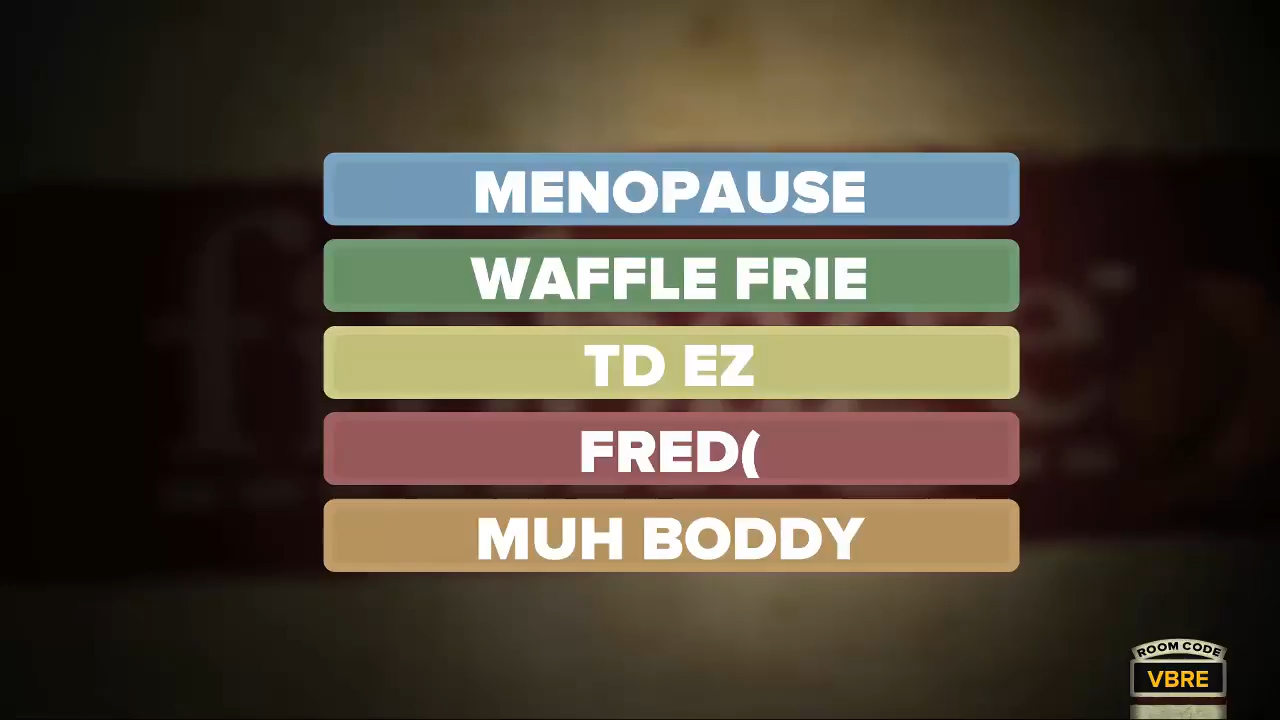 MENOPAUSE
WAFFLE FRIE
TD EZ
FRED(
MUH BODDY
ROOM CODE
VBRE